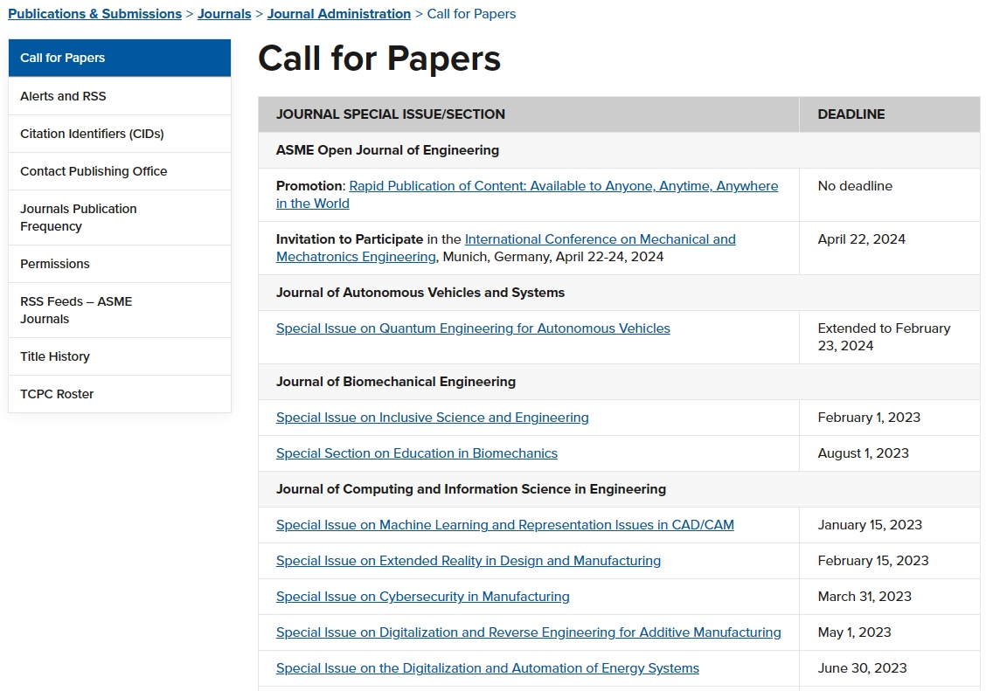 Publications & Submissions > Journals > Journal Administration > Call for Papers
Call for Papers
Alerts and RSS
Citation Identifiers (CIDs)
Contact Publishing Office
Journals Publication
Frequency
Permissions
RSS Feeds – ASME
Journals
Title History
TCPC Roster
Call for Papers
JOURNAL SPECIAL ISSUE/SECTION DEADLINE
ASME Open Journal of Engineering
Promotion: Rapid Publication of Content: Available to Anyone, Anytime, Anywhere No deadline
in the World
Invitation to Participate in the International Conference on Mechanical and April 22, 2024
Mechatronics Engineering, Munich, Germany, April 22-24, 2024
Journal of Autonomous Vehicles and Systems
Special Issue on Quantum Engineering for Autonomous Vehicles Extended to February
23, 2024
Journal of Biomechanical Engineering
Special Issue on Inclusive Science and Engineering February 1, 2023
Special Section on Education in Biomechanics August 1, 2023
Journal of Computing and Information Science in Engineering
Special Issue on Machine Learning and Representation Issues in CAD/CAM January 15, 2023
Special Issue on Extended Reality in Design and Manufacturing February 15, 2023
Special Issue on Cybersecurity in Manufacturing March 31, 2023
Special Issue on Digitalization and Reverse Engineering for Additive Manufacturing May 1, 2023
Special Issue on the Digitalization and Automation of Energy Systems June 30, 2023